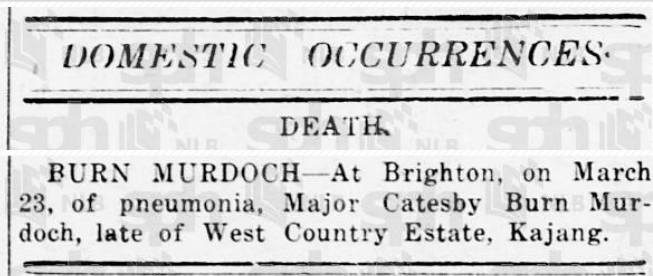 DOMESTIC OCCURRENCES.
DEATH.
BURN MURDOCH—At Brighton, on March
23, of pneumonia, Major Catesby Burn Mur-
doch, late of West Country Estate, Kajang.